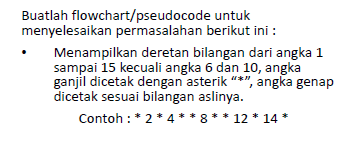 Buatlah flowchart/pseudocode untuk
menyelesaikan permasalahan berikut ini :
• Menampilkan deretan bilangan dari angka 1
sampai 15 kecuali angka 6 dan 10, angka
ganjil dicetak dengan asterik “*”, angka genap
dicetak sesuai bilangan aslinya.
Contoh : * 2 * 4 * * 8 * * 12 * 14 *